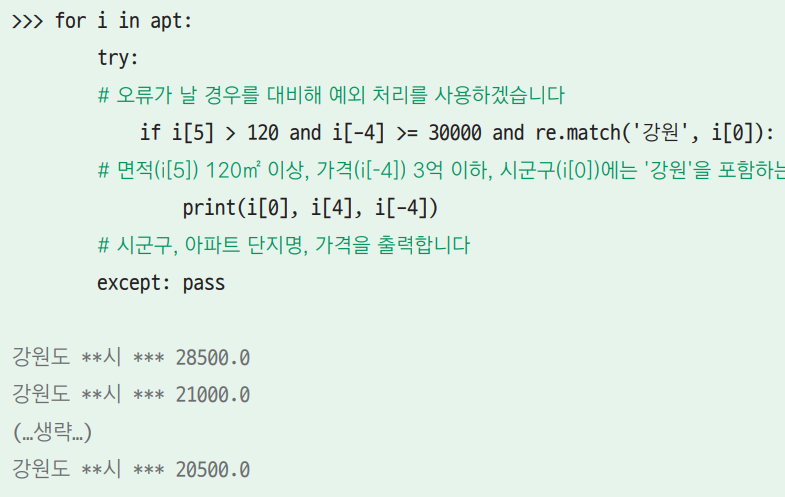 >>> for i in apt:
try:
# 오류가 날 경우를 대비해 예외 처리를 사용하겠습니다
if i[5] > 120 and i[-4] >= 30000 and re.match('강원', i[0]):
# 면적(i[5]) 120㎡ 이상, 가격(i[-4]) 3억 이하, 시군구(i[0])에는 '강원'을 포함하는
print(i[0], i[4], i[-4])
# 시군구, 아파트 단지명, 가격을 출력합니다
except: pass
강원도 **시 *** 28500.0
강원도 **시 *** 21000.0
(…생략…)
강원도 **시 *** 20500.0